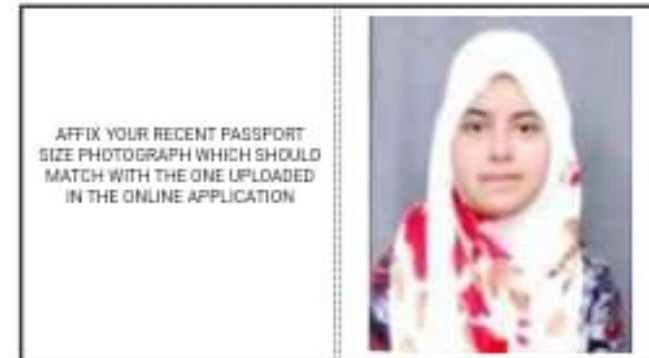 AFFIX YOUR RECENT PASSPORT
SIZE PHOTOGRAPH WHICH SHOULD
MATCH WITH THE ONE UPLOADED
IN THE ONLINE APPLICATION